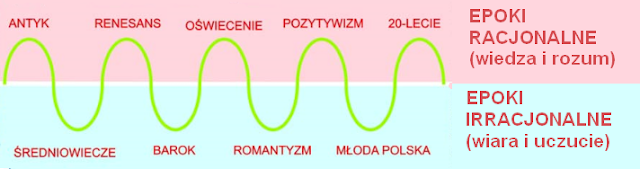 ANTYK RENESANS OŚWIECENIE POZYTYWIZM 20-LECIE
EPOKI
RACJONALNE
(wiedza i rozum)
ŚREDNIOWIECZE BAROK ROMANTYZM MŁODA POLSKA
EPOKI
IRRACJONALNE
(wiara i uczucie)